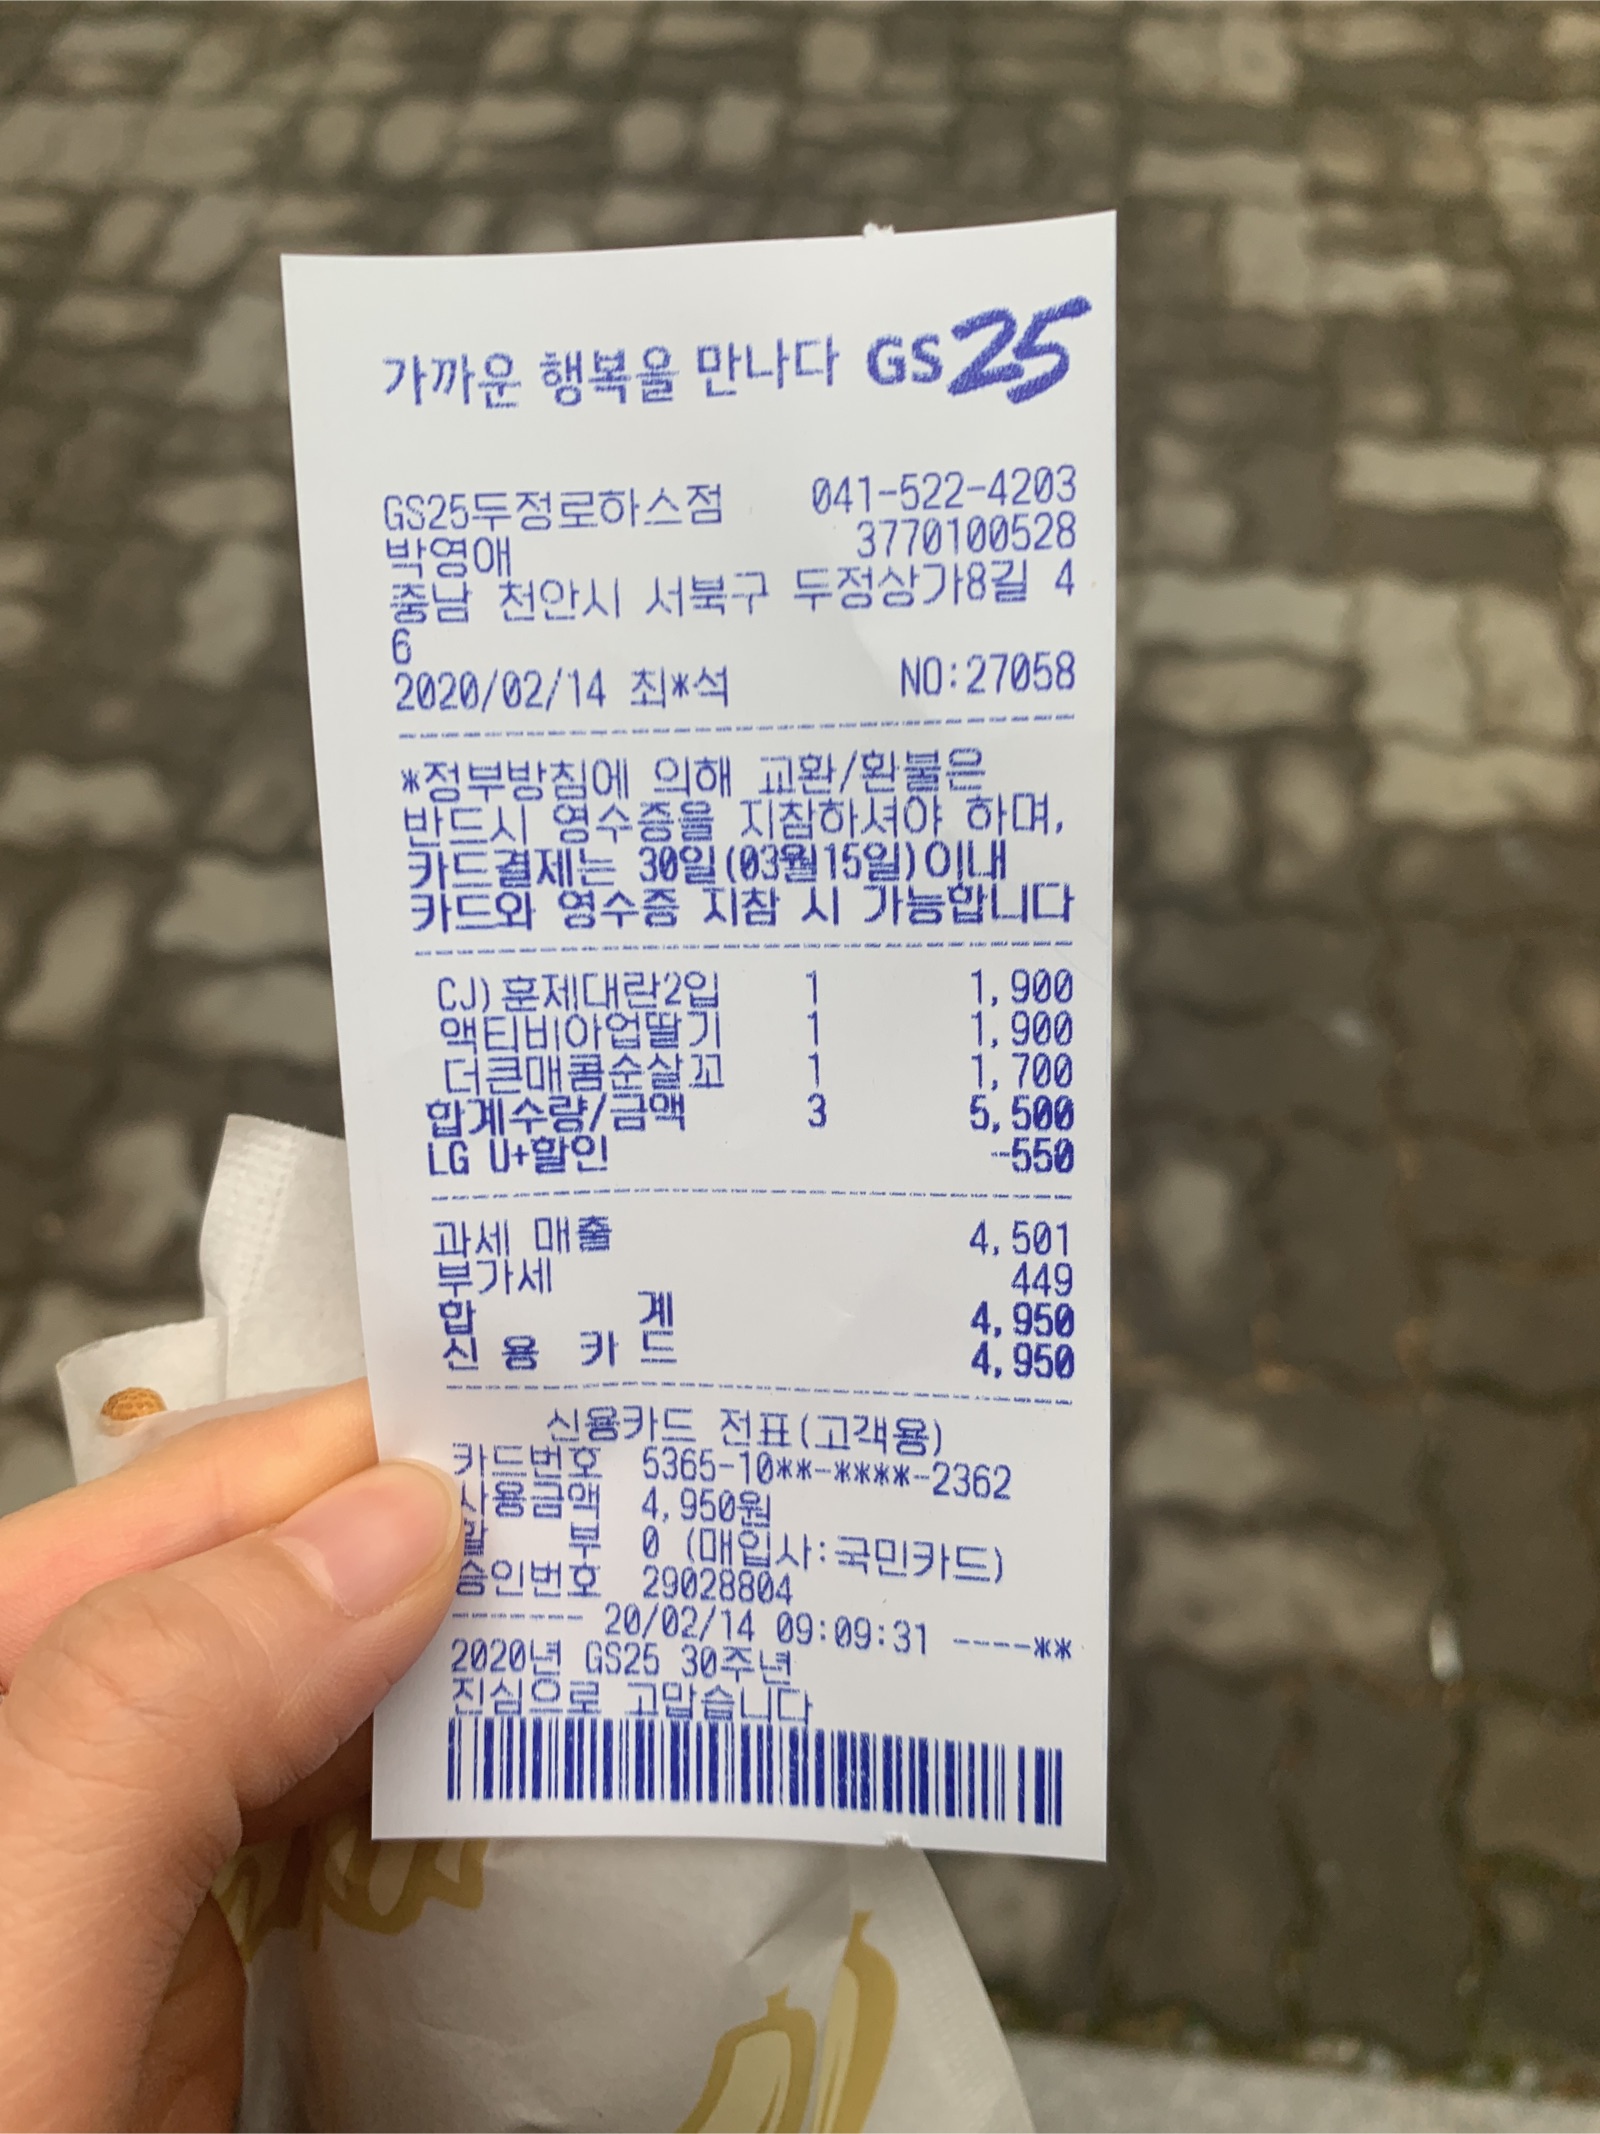 가까운 행복을 만나다 GS25
GS25두정로하스점 041-522-4203
박영애 3770100528
충남 천안시 서북구 두정상가8길 4
6
2020/02/14 최*석 NO:27058
*정부방침에 의해 교환/환불은
반드시 영수증을 지참하셔야 하며,
카드결제는 30일(03월15일)이내
카드와 영수증 지참 시 가능합니다
CJ)훈제대란2입 1 1,900
액티비아업딸기 1 1,900
더큰매콤순살꼬 1 1,700
합계수량/금액 3 5,500
LG U+할인 -550
과세 매출 4,501
부가세 449
합 계 4,950
신 용 카 드 4,950
신용카드 전표(고객용)
카드번호 5365-10**-****-2362
사용금액 4,950원
할 부 0 (매입사:국민카드)
승인번호 29028804
------ 20/02/14 09:09:31 ----**
2020년 GS25 30주년
진심으로 고맙습니다